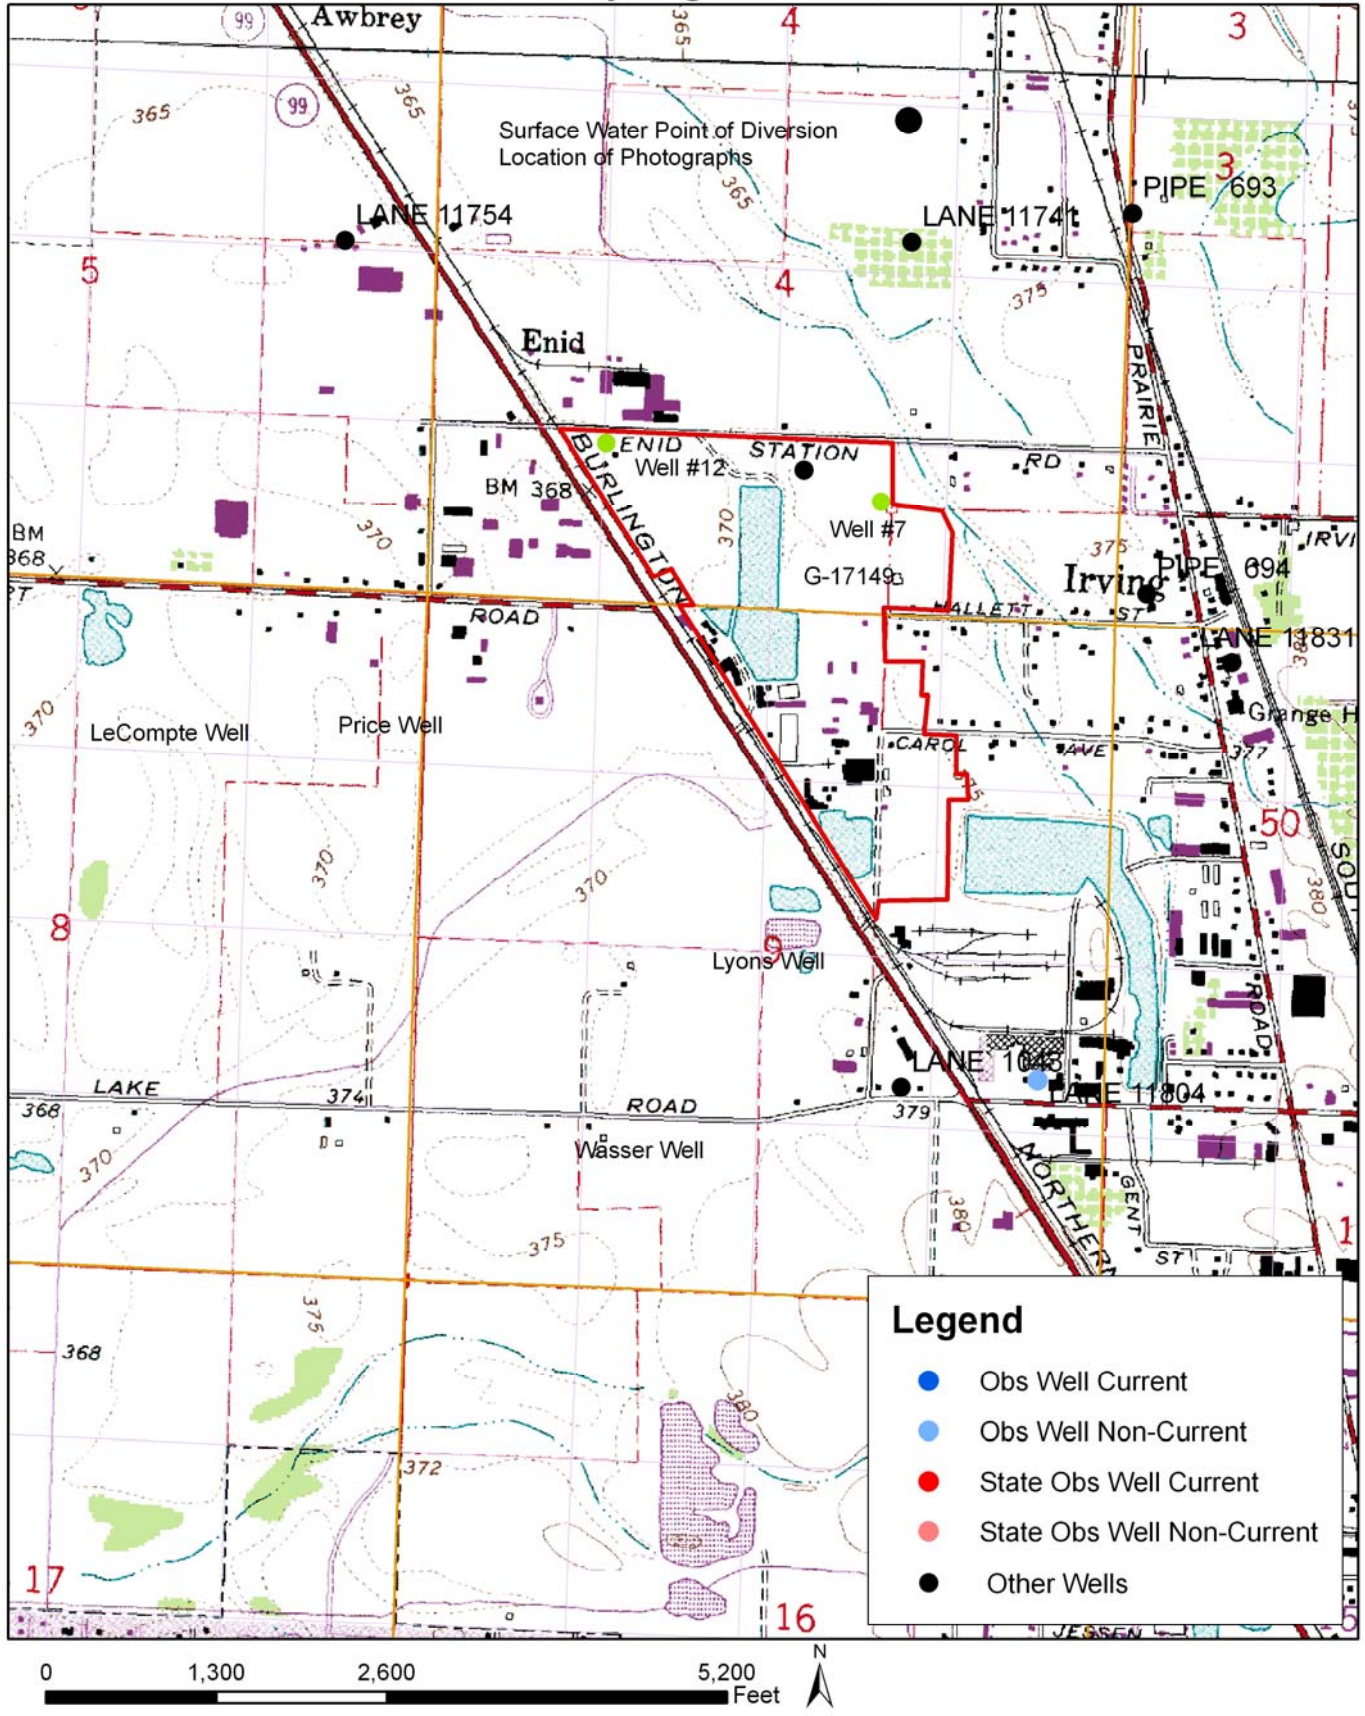 Awbrey
99
4
3
365
99
365
365
Surface Water Point of Diversion
Location of Photographs
365
3
PIPE 693
LANE 11754
LANE 11741
5
4
375
Enid
PRAIRIE
ENID
STATION
RD
Well #12
BURLINGTON
BM 368
370
Well #7
370
BM
368
375
IRVI
G-17149
PIPE 694
Irving
HALLETT ST
ROAD
LANE 11831
370
LeCompte Well
Price Well
Grange H
CAROL AVE
377
50
370
370
SOU
380
8
9
Lyons Well
ROAD
LANE 1043
LAKE
374
LANE 11804
368
ROAD
379
Wasser Well
370
NORTHERN
GENT
380
375
ST
1
375
368
380
372
17
16
JESSEN
Legend
Obs Well Current
Obs Well Non-Current
State Obs Well Current
State Obs Well Non-Current
Other Wells
0 1,300 2,600 5,200
Feet
N